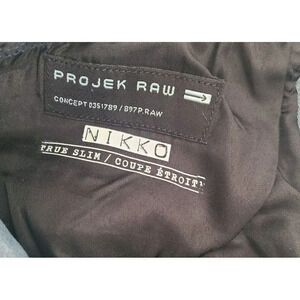 PROJEK RAW
CONCEPT 0351789 / 897P.RAW
NIKKO
TRUE SLIM / COUPE ÉTROITE